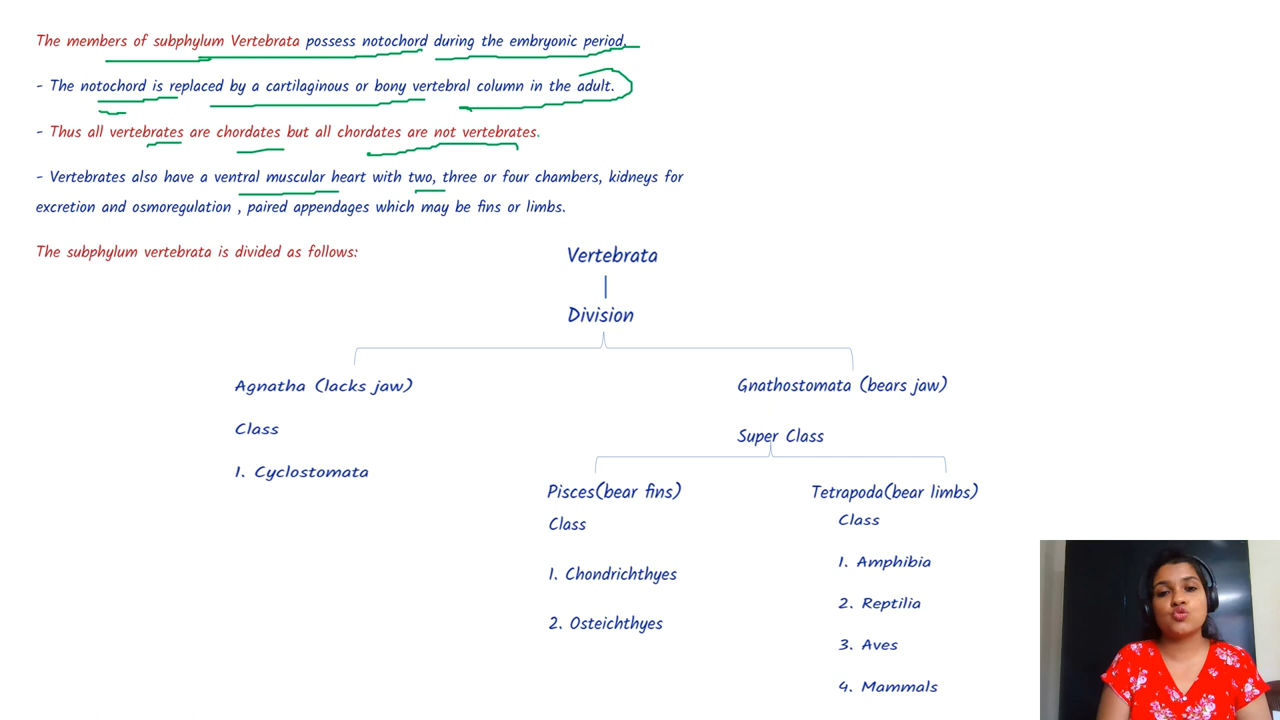 The members of subphylum Vertebrata possess notochord during the embryonic period.
- The notochord is replaced by a cartilaginous or bony vertebral column in the adult.
- Thus all vertebrates are chordates but all chordates are not vertebrates.
- Vertebrates also have a ventral muscular heart with two, three or four chambers, kidneys for
excretion and osmoregulation , paired appendages which may be fins or limbs.
The subphylum vertebrata is divided as follows:
Vertebrata
Division
Agnatha (lacks jaw)
Gnathostomata (bears jaw)
Class
Super Class
1. Cyclostomata
Pisces(bear fins)
Class
1. Chondrichthyes
2. Osteichthyes
Tetrapoda(bear limbs)
Class
1. Amphibia
2. Reptilia
3. Aves
4. Mammals